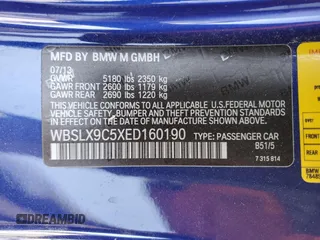 MFD BY BMW M GMBH
07/13
GVWR 5180 lbs 2350 kg
GAWR FRONT 2600 lbs 1179 kg
GAWR REAR 2690 lbs 1220 kg
THIS VEHICLE CONFORMS TO ALL APPLICABLE
U.S. FEDERAL MOTOR VEHICLE SAFETY, BUMPER
AND THEFT PREVENTION STANDARDS IN EFFECT
ON THE DATE OF MANUFACTURE SHOWN ABOVE.
WBSLX9C5XED160190 TYPE: PASSENGER CAR
B51/5
7 315 814
BMW
DREAMBID